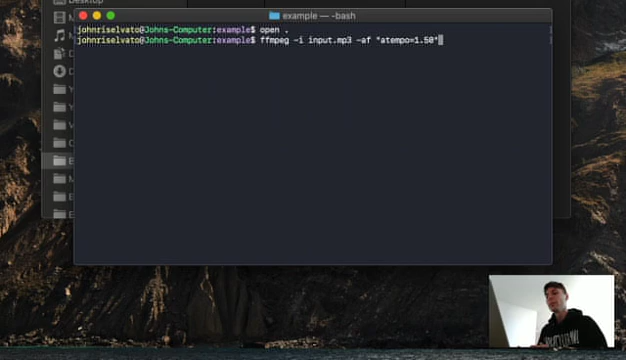 Desktop
example — -bash
johnriselvato@Johns-Computer:example$ open .
johnriselvato@Johns-Computer:example$ ffmpeg -i input.mp3 -af "atempo=1.50"